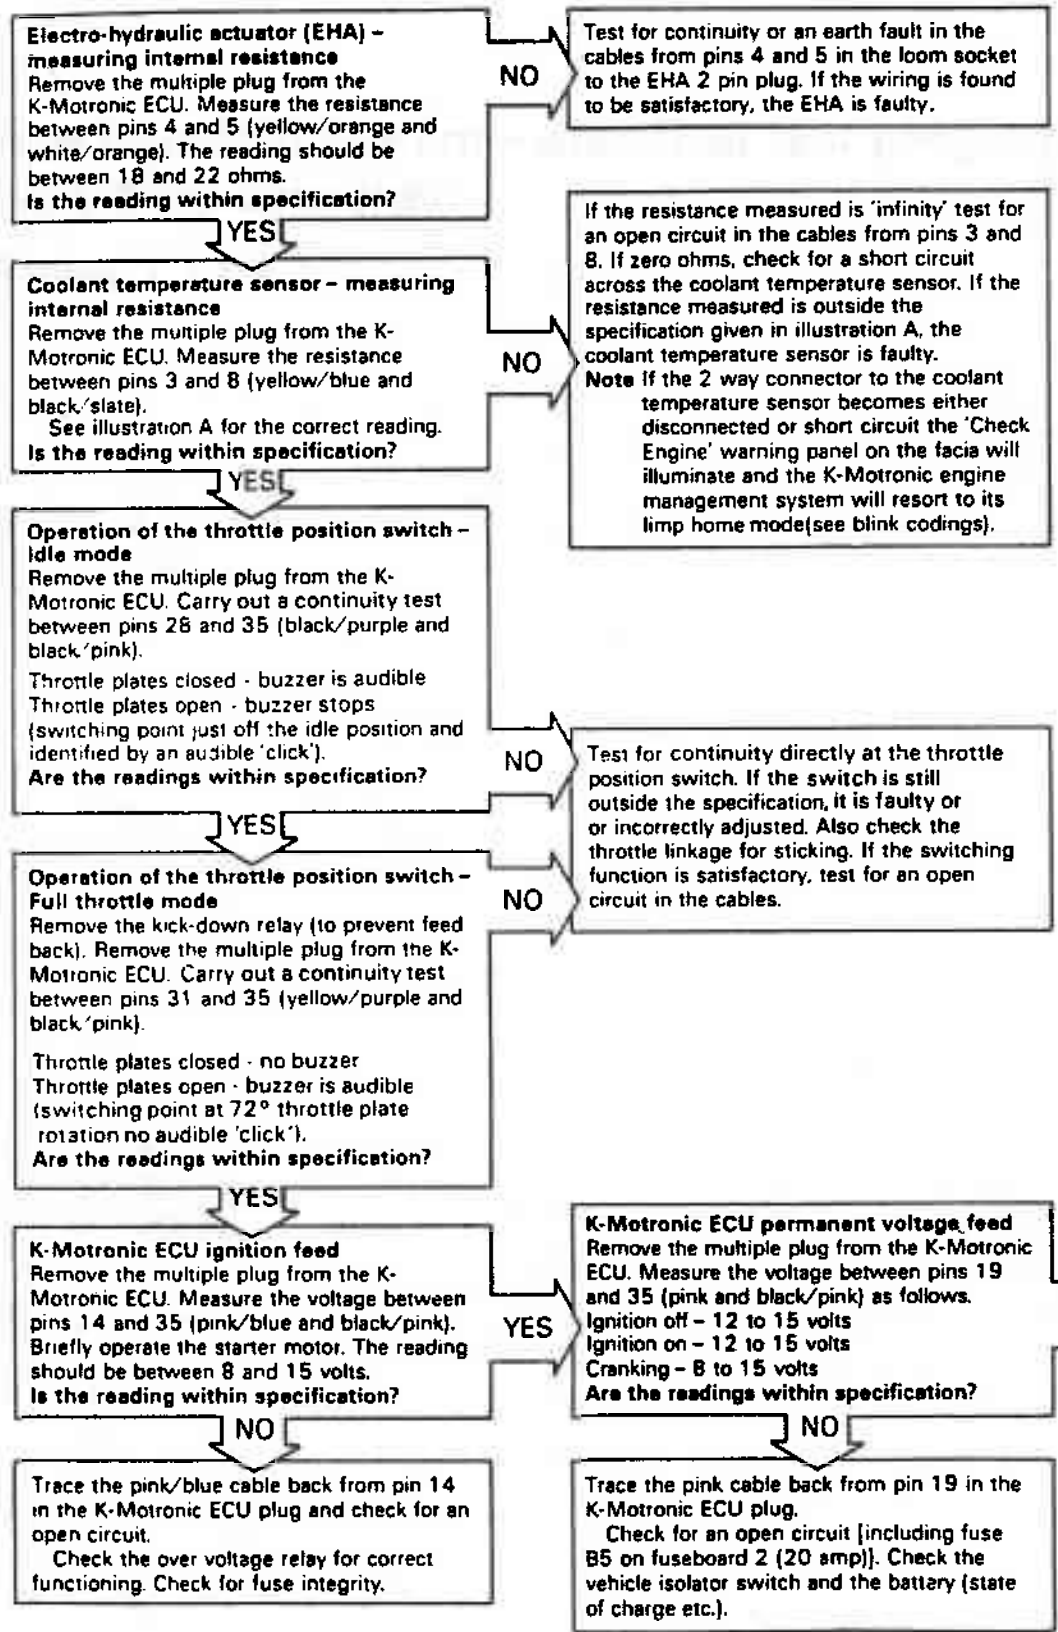 Electro-hydraulic actuator (EHA) –
measuring internal resistance
Remove the multiple plug from the
K-Motronic ECU. Measure the resistance
between pins 4 and 5 (yellow/orange and
white/orange). The reading should be
between 18 and 22 ohms.
Is the reading within specification?
NO
Test for continuity or an earth fault in the
cables from pins 4 and 5 in the loom socket
to the EHA 2 pin plug. If the wiring is found
to be satisfactory, the EHA is faulty.
YES
Coolant temperature sensor – measuring
internal resistance
Remove the multiple plug from the K-
Motronic ECU. Measure the resistance
between pins 3 and 8 (yellow/blue and
black/slate).
See illustration A for the correct reading.
Is the reading within specification?
NO
If the resistance measured is 'infinity' test for
an open circuit in the cables from pins 3 and
8. If zero ohms, check for a short circuit
across the coolant temperature sensor. If the
resistance measured is outside the
specification given in illustration A, the
coolant temperature sensor is faulty.
Note If the 2 way connector to the coolant
temperature sensor becomes either
disconnected or short circuit the 'Check
Engine' warning panel on the facia will
illuminate and the K-Motronic engine
management system will resort to its
limp home mode(see blink codings).
YES
Operation of the throttle position switch –
Idle mode
Remove the multiple plug from the K-
Motronic ECU. Carry out a continuity test
between pins 28 and 35 (black/purple and
black/pink).
Throttle plates closed - buzzer is audible
Throttle plates open - buzzer stops
(switching point just off the idle position and
identified by an audible 'click').
Are the readings within specification?
NO
Test for continuity directly at the throttle
position switch. If the switch is still
outside the specification, it is faulty or
or incorrectly adjusted. Also check the
throttle linkage for sticking. If the switching
function is satisfactory, test for an open
circuit in the cables.
YES
Operation of the throttle position switch –
Full throttle mode
Remove the kick-down relay (to prevent feed
back). Remove the multiple plug from the K-
Motronic ECU. Carry out a continuity test
between pins 31 and 35 (yellow/purple and
black/pink).
Throttle plates closed - no buzzer
Throttle plates open - buzzer is audible
(switching point at 72° throttle plate
rotation no audible 'click').
Are the readings within specification?
NO
YES
K-Motronic ECU ignition feed
Remove the multiple plug from the K-
Motronic ECU. Measure the voltage between
pins 14 and 35 (pink/blue and black/pink).
Briefly operate the starter motor. The reading
should be between 8 and 15 volts.
Is the reading within specification?
YES
K-Motronic ECU permanent voltage feed
Remove the multiple plug from the K-Motronic
ECU. Measure the voltage between pins 19
and 35 (pink and black/pink) as follows.
Ignition off – 12 to 15 volts
Ignition on – 12 to 15 volts
Cranking – 8 to 15 volts
Are the readings within specification?
NO
Trace the pink/blue cable back from pin 14
in the K-Motronic ECU plug and check for an
open circuit.
Check the over voltage relay for correct
functioning. Check for fuse integrity.
NO
Trace the pink cable back from pin 19 in the
K-Motronic ECU plug.
Check for an open circuit [including fuse
B5 on fuseboard 2 (20 amp)]. Check the
vehicle isolator switch and the battery (state
of charge etc.).